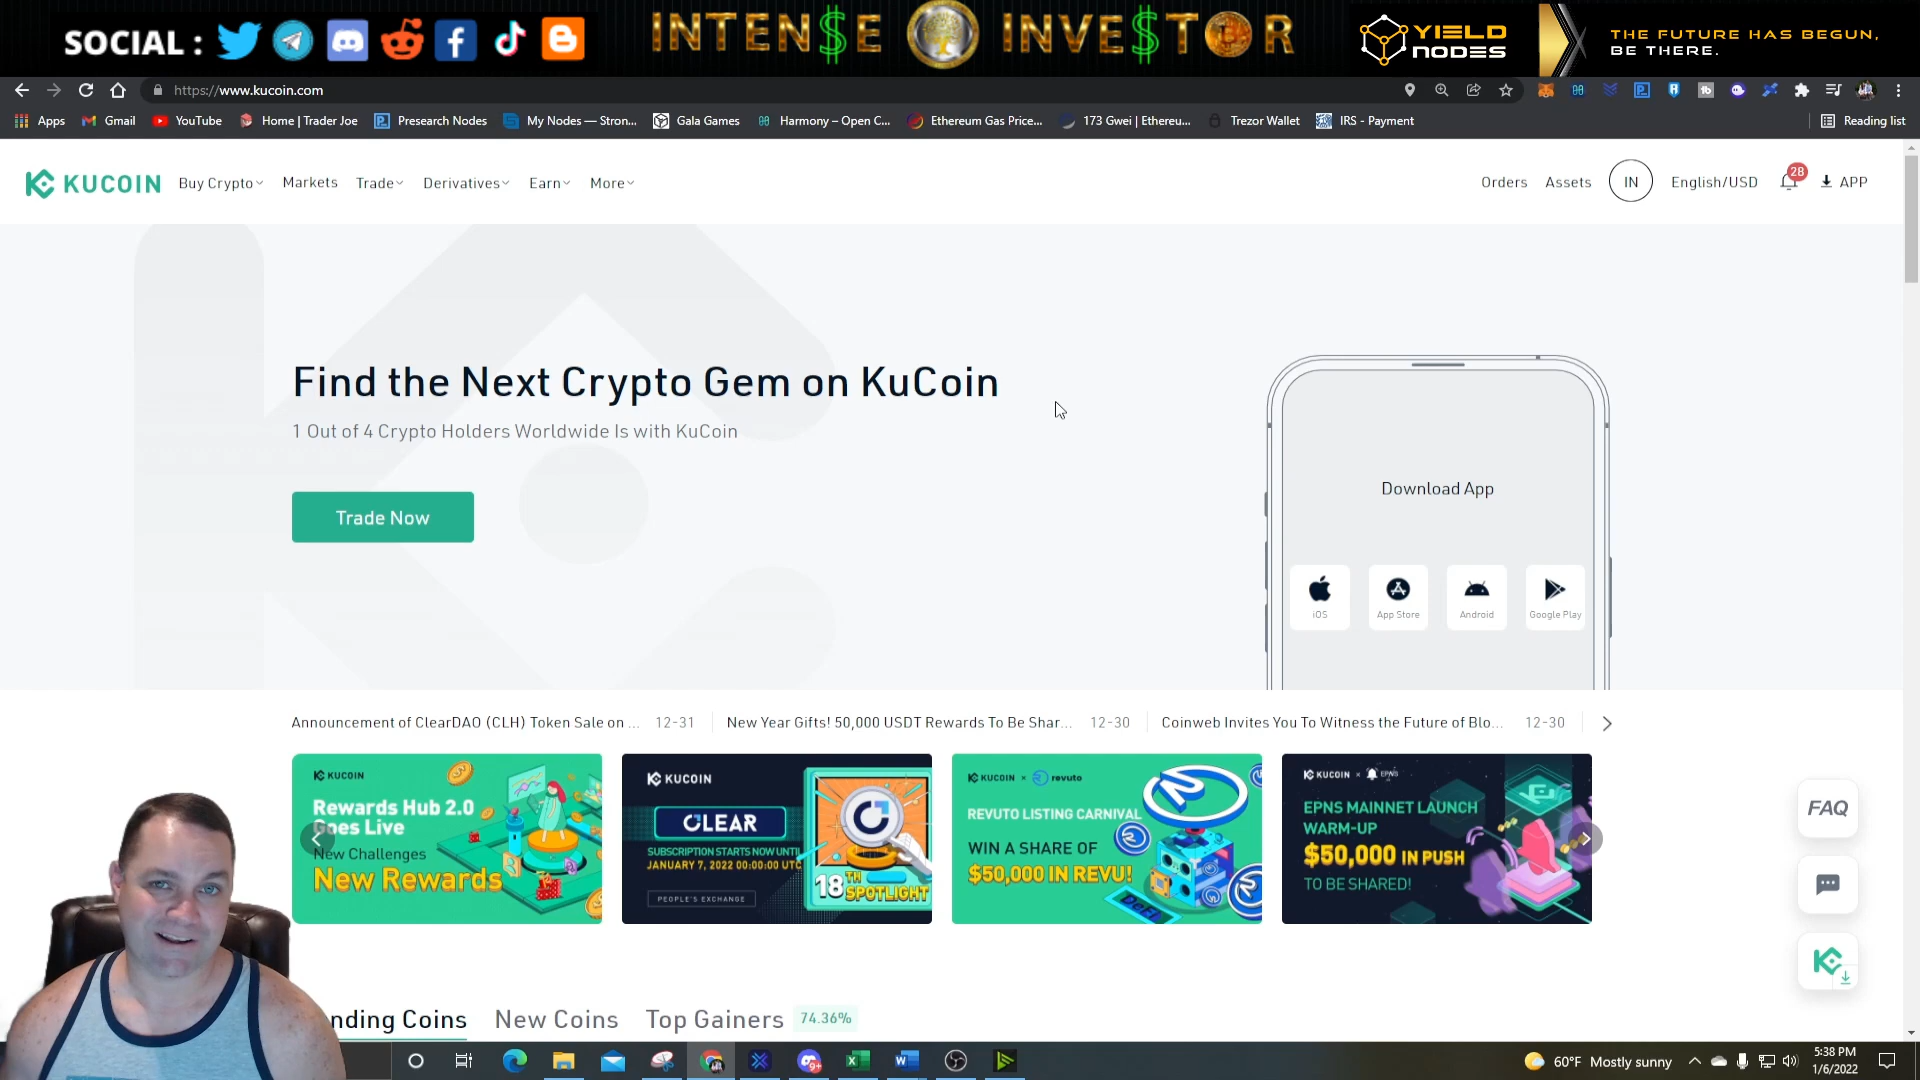 SOCIAL :
INTEN$E INVE$TOR
YIELD
NODES
THE FUTURE HAS BEGUN,
BE THERE.
https://www.kucoin.com
Apps Gmail YouTube Home | Trader Joe Presearch Nodes My Nodes — Stron... Gala Games Harmony – Open C... Ethereum Gas Price... 173 Gwei | Ethereu... Trezor Wallet IRS - Payment Reading list
KUCOIN Buy Crypto Markets Trade Derivatives Earn More Orders Assets IN English/USD 28 APP
Find the Next Crypto Gem on KuCoin
1 Out of 4 Crypto Holders Worldwide Is with KuCoin
Trade Now
Download App
iOS App Store Android Google Play
Announcement of ClearDAO (CLH) Token Sale on ... 12-31 New Year Gifts! 50,000 USDT Rewards To Be Shar... 12-30 Coinweb Invites You To Witness the Future of Blo... 12-30
KUCOIN
Rewards Hub 2.0
Goes Live
New Challenges
New Rewards
KUCOIN
CLEAR
SUBSCRIPTION STARTS NOW UNTIL
JANUARY 7, 2022 00:00:00 UTC
PEOPLE'S EXCHANGE
18TH
SPOTLIGHT
KUCOIN × revuto
REVUTO LISTING CARNIVAL
WIN A SHARE OF
$50,000 IN REVU!
DeFi
KUCOIN × EPNS
EPNS MAINNET LAUNCH
WARM-UP
$50,000 IN PUSH
TO BE SHARED!
FAQ
nding Coins New Coins Top Gainers 74.36%
9+
60°F Mostly sunny
5:38 PM
1/6/2022